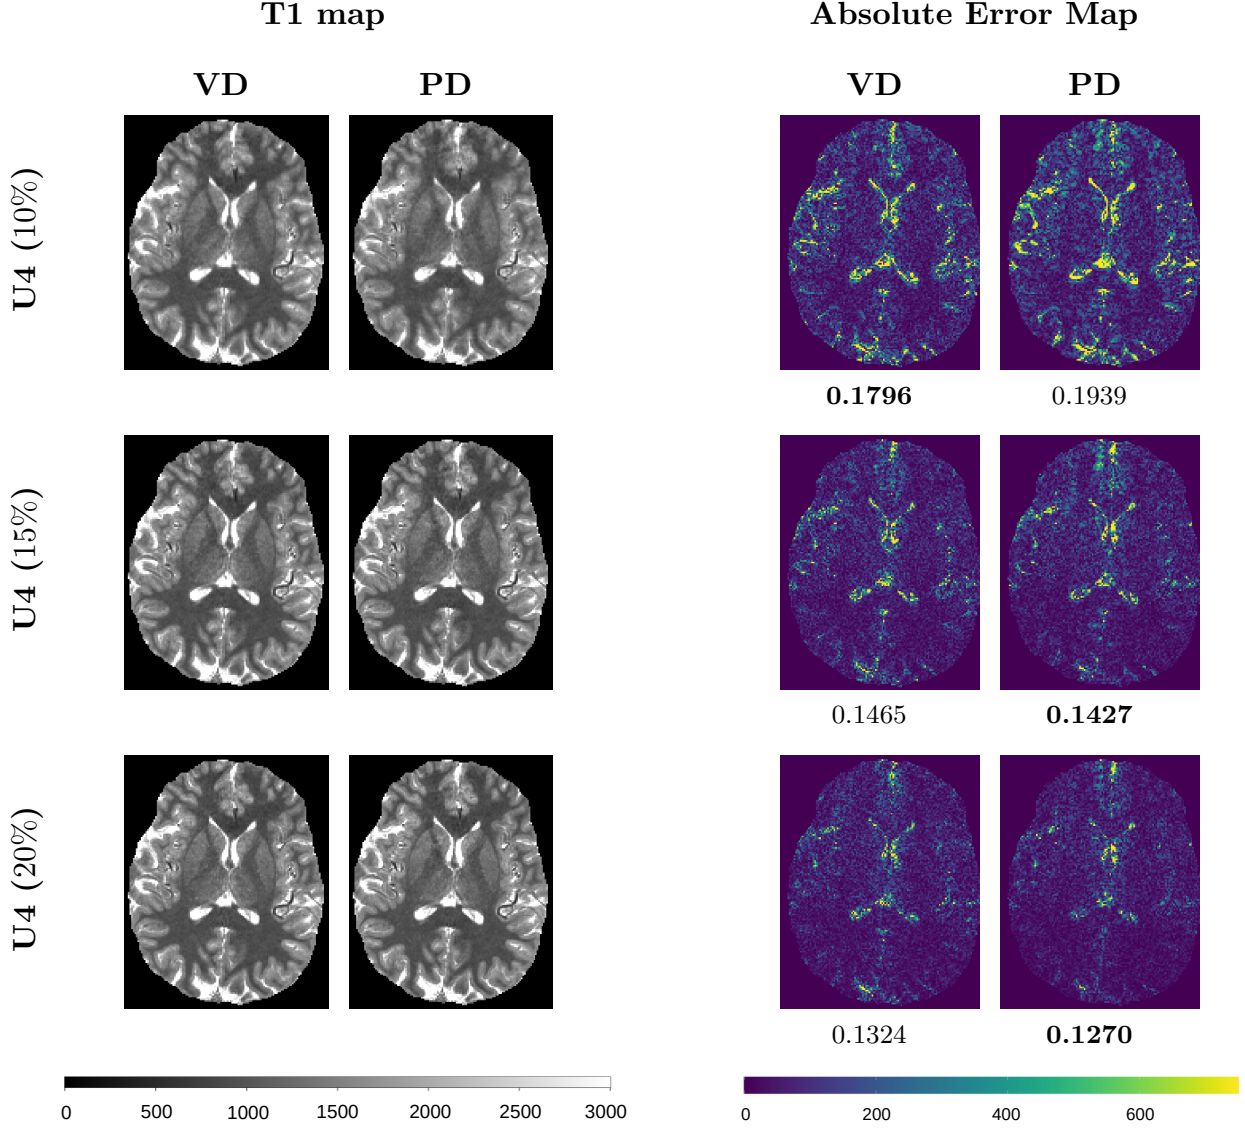 T1 map
Absolute Error Map
VD
PD
VD
PD
U4 (10%)
0.1796
0.1939
U4 (15%)
0.1465
0.1427
U4 (20%)
0.1324
0.1270
0 500 1000 1500 2000 2500 3000
0 200 400 600